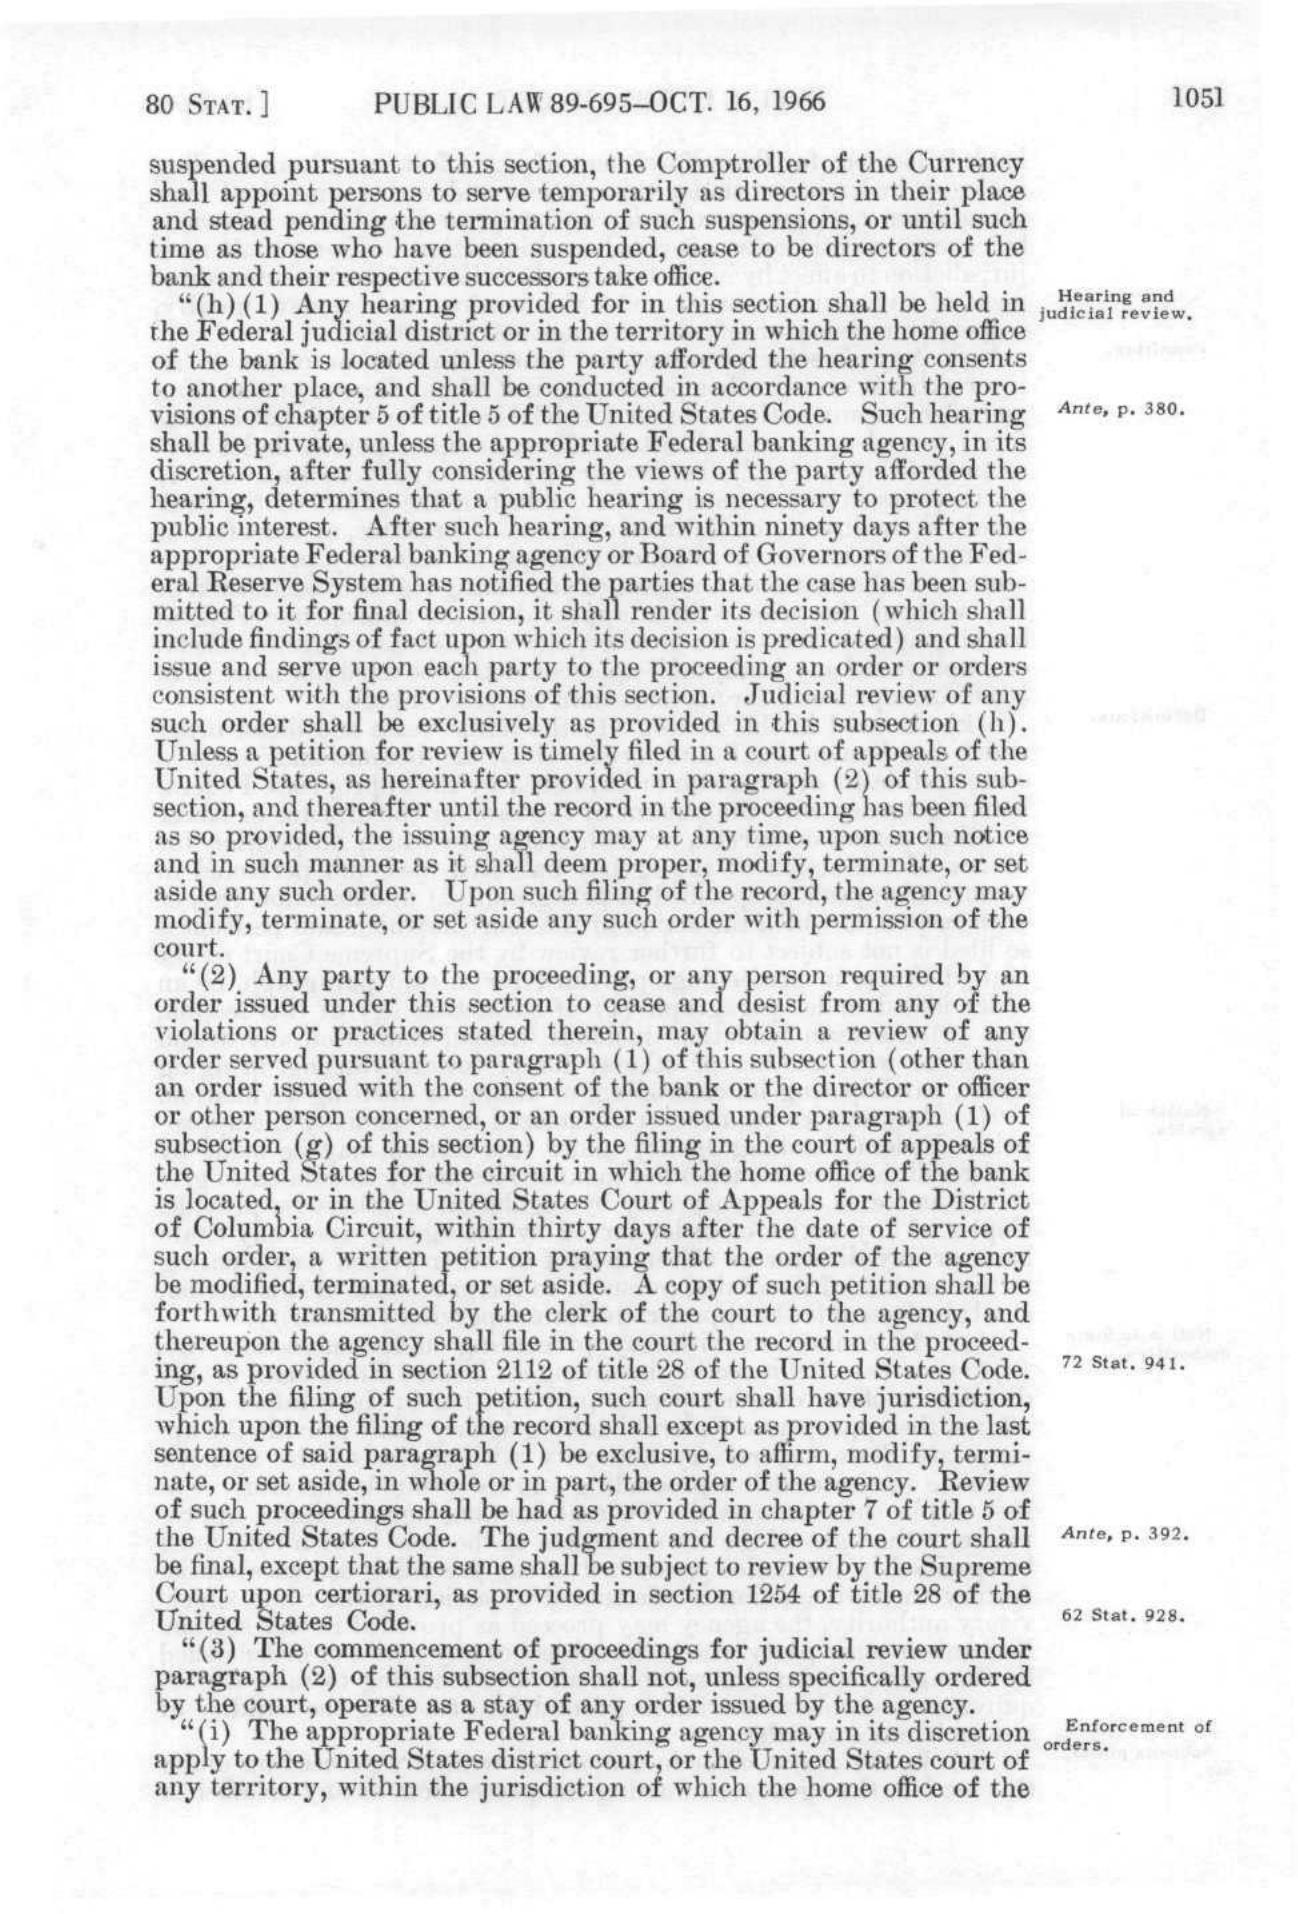 80 STAT. ] PUBLIC LAW 89-695–OCT. 16, 1966 1051
suspended pursuant to this section, the Comptroller of the Currency
shall appoint persons to serve temporarily as directors in their place
and stead pending the termination of such suspensions, or until such
time as those who have been suspended, cease to be directors of the
bank and their respective successors take office.
“(h)(1) Any hearing provided for in this section shall be held in
Hearing and
judicial review.
the Federal judicial district or in the territory in which the home office
of the bank is located unless the party afforded the hearing consents
to another place, and shall be conducted in accordance with the pro-
visions of chapter 5 of title 5 of the United States Code. Such hearing
Ante, p. 380.
shall be private, unless the appropriate Federal banking agency, in its
discretion, after fully considering the views of the party afforded the
hearing, determines that a public hearing is necessary to protect the
public interest. After such hearing, and within ninety days after the
appropriate Federal banking agency or Board of Governors of the Fed-
eral Reserve System has notified the parties that the case has been sub-
mitted to it for final decision, it shall render its decision (which shall
include findings of fact upon which its decision is predicated) and shall
issue and serve upon each party to the proceeding an order or orders
consistent with the provisions of this section. Judicial review of any
such order shall be exclusively as provided in this subsection (h).
Unless a petition for review is timely filed in a court of appeals of the
United States, as hereinafter provided in paragraph (2) of this sub-
section, and thereafter until the record in the proceeding has been filed
as so provided, the issuing agency may at any time, upon such notice
and in such manner as it shall deem proper, modify, terminate, or set
aside any such order. Upon such filing of the record, the agency may
modify, terminate, or set aside any such order with permission of the
court.
“(2) Any party to the proceeding, or any person required by an
order issued under this section to cease and desist from any of the
violations or practices stated therein, may obtain a review of any
order served pursuant to paragraph (1) of this subsection (other than
an order issued with the consent of the bank or the director or officer
or other person concerned, or an order issued under paragraph (1) of
subsection (g) of this section) by the filing in the court of appeals of
the United States for the circuit in which the home office of the bank
is located, or in the United States Court of Appeals for the District
of Columbia Circuit, within thirty days after the date of service of
such order, a written petition praying that the order of the agency
be modified, terminated, or set aside. A copy of such petition shall be
forthwith transmitted by the clerk of the court to the agency, and
thereupon the agency shall file in the court the record in the proceed-
ing, as provided in section 2112 of title 28 of the United States Code.
72 Stat. 941.
Upon the filing of such petition, such court shall have jurisdiction,
which upon the filing of the record shall except as provided in the last
sentence of said paragraph (1) be exclusive, to affirm, modify, termi-
nate, or set aside, in whole or in part, the order of the agency. Review
of such proceedings shall be had as provided in chapter 7 of title 5 of
the United States Code. The judgment and decree of the court shall
Ante, p. 392.
be final, except that the same shall be subject to review by the Supreme
Court upon certiorari, as provided in section 1254 of title 28 of the
United States Code.
62 Stat. 928.
“(3) The commencement of proceedings for judicial review under
paragraph (2) of this subsection shall not, unless specifically ordered
by the court, operate as a stay of any order issued by the agency.
“(i) The appropriate Federal banking agency may in its discretion
Enforcement of
orders.
apply to the United States district court, or the United States court of
any territory, within the jurisdiction of which the home office of the